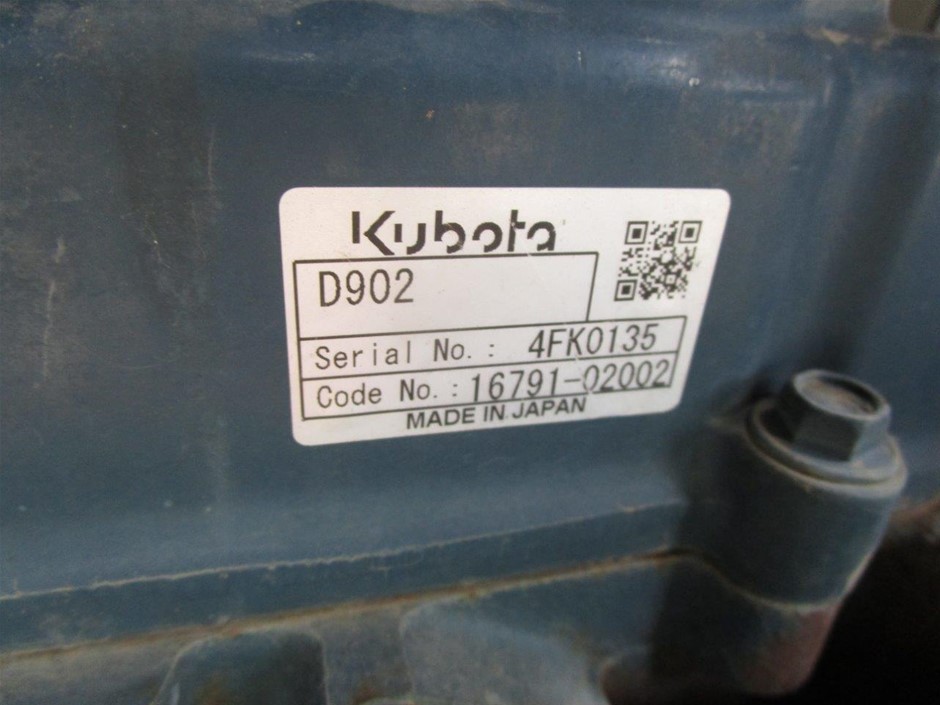 Kubota
D902
Serial No. : 4FK0135
Code No. : 16791-02002
MADE IN JAPAN